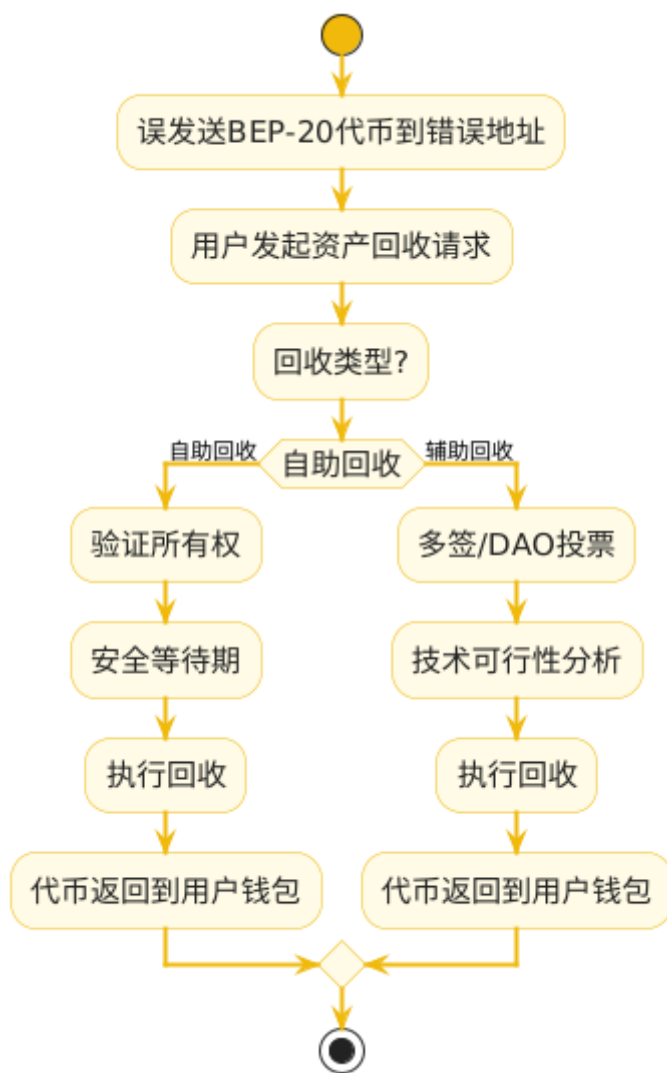 误发送BEP-20代币到错误地址
用户发起资产回收请求
回收类型?
自助回收
自助回收
辅助回收
验证所有权
多签/DAO投票
安全等待期
技术可行性分析
执行回收
执行回收
代币返回到用户钱包
代币返回到用户钱包